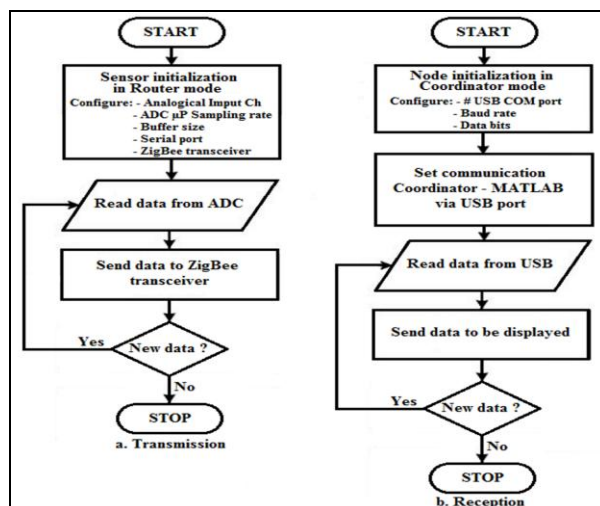 START
Sensor initialization
in Router mode
Configure: - Analogical Input Ch
- ADC µP Sampling rate
- Buffer size
- Serial port
- ZigBee transceiver
Read data from ADC
Send data to ZigBee
transceiver
Yes
New data ?
No
STOP
a. Transmission
START
Node initialization in
Coordinator mode
Configure: - # USB COM port
- Baud rate
- Data bits
Set communication
Coordinator - MATLAB
via USB port
Read data from USB
Send data to be displayed
Yes
New data ?
No
STOP
b. Reception